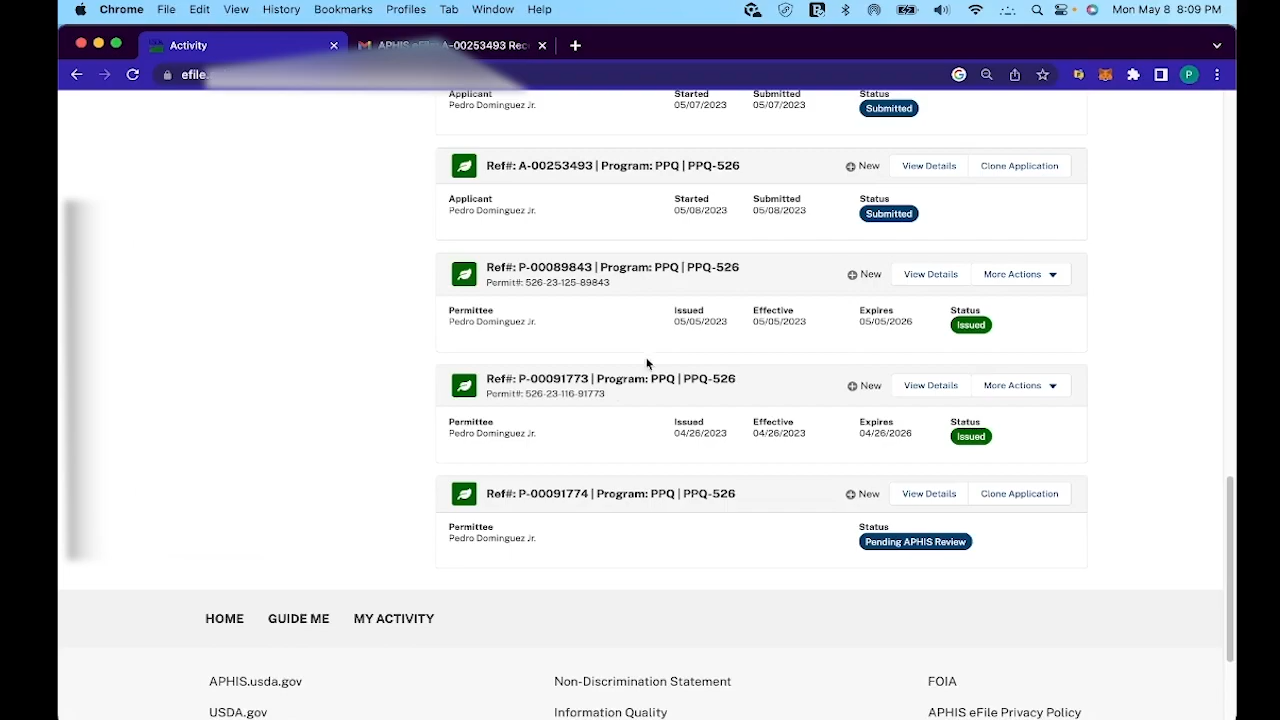 Chrome File Edit View History Bookmarks Profiles Tab Window Help Mon May 8 8:09 PM
Activity APHIS eFile: A-00253493 Rec
efile. P
Applicant Started Submitted Status
Pedro Dominguez Jr. 05/07/2023 05/07/2023 Submitted
Ref#: A-00253493 | Program: PPQ | PPQ-526 New View Details Clone Application
Applicant Started Submitted Status
Pedro Dominguez Jr. 05/08/2023 05/08/2023 Submitted
Ref#: P-00089843 | Program: PPQ | PPQ-526 New View Details More Actions
Permit#: 526-23-125-89843
Permittee Issued Effective Expires Status
Pedro Dominguez Jr. 05/05/2023 05/05/2023 05/05/2026 Issued
Ref#: P-00091773 | Program: PPQ | PPQ-526 New View Details More Actions
Permit#: 526-23-116-91773
Permittee Issued Effective Expires Status
Pedro Dominguez Jr. 04/26/2023 04/26/2023 04/26/2026 Issued
Ref#: P-00091774 | Program: PPQ | PPQ-526 New View Details Clone Application
Permittee Status
Pedro Dominguez Jr. Pending APHIS Review
HOME GUIDE ME MY ACTIVITY
APHIS.usda.gov Non-Discrimination Statement FOIA
USDA.gov Information Quality APHIS eFile Privacy Policy